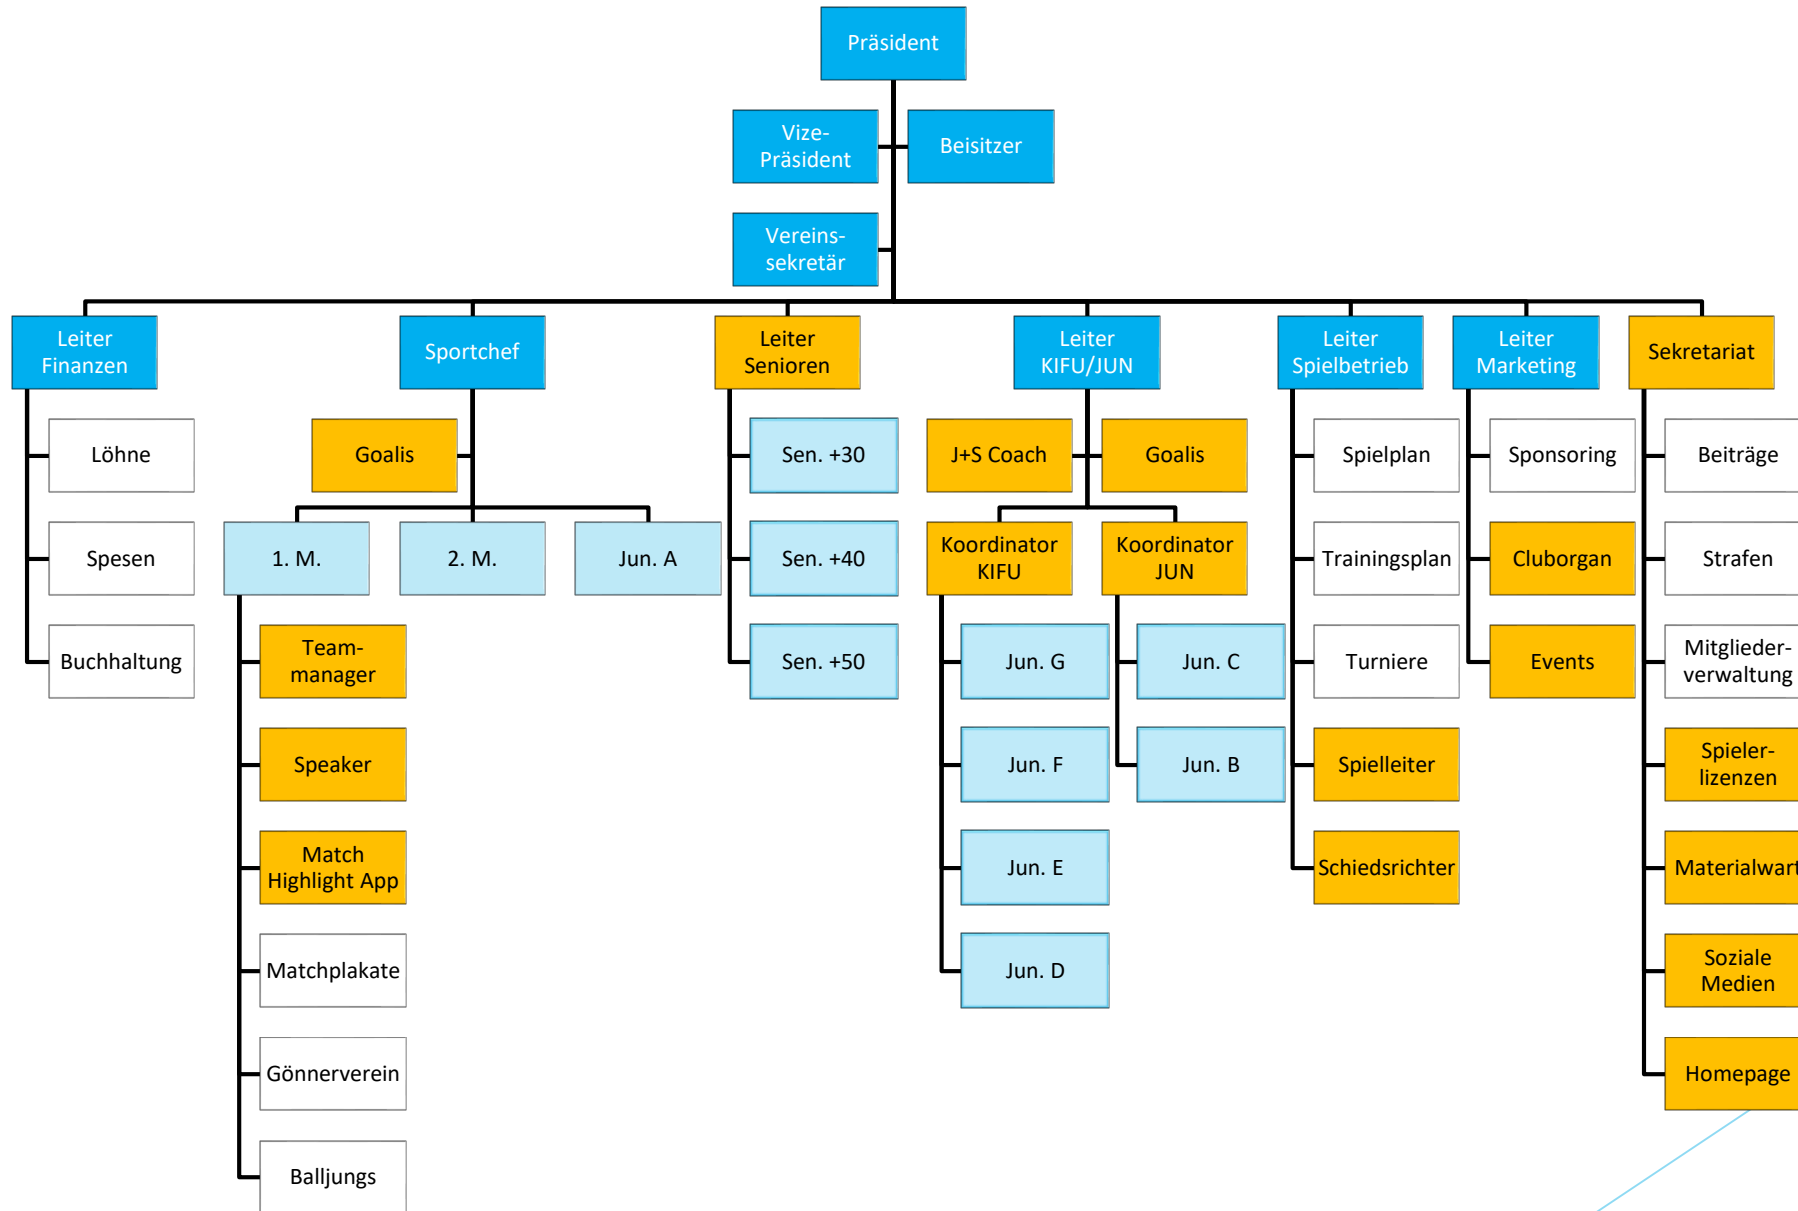 Präsident
Vize-
Präsident
Beisitzer
Vereins-
sekretär
Leiter
Finanzen
Sportchef
Leiter
Senioren
Leiter
KIFU/JUN
Leiter
Spielbetrieb
Leiter
Marketing
Sekretariat
Löhne
Goalis
Sen. +30
J+S Coach
Goalis
Spielplan
Sponsoring
Beiträge
Spesen
1. M.
2. M.
Jun. A
Sen. +40
Koordinator
KIFU
Koordinator
JUN
Trainingsplan
Cluborgan
Strafen
Buchhaltung
Team-
manager
Sen. +50
Jun. G
Jun. C
Turniere
Events
Mitglieder-
verwaltung
Speaker
Jun. F
Jun. B
Spielleiter
Spieler-
lizenzen
Match
Highlight App
Jun. E
Schiedsrichter
Materialwart
Matchplakate
Jun. D
Soziale
Medien
Gönnerverein
Homepage
Balljungs